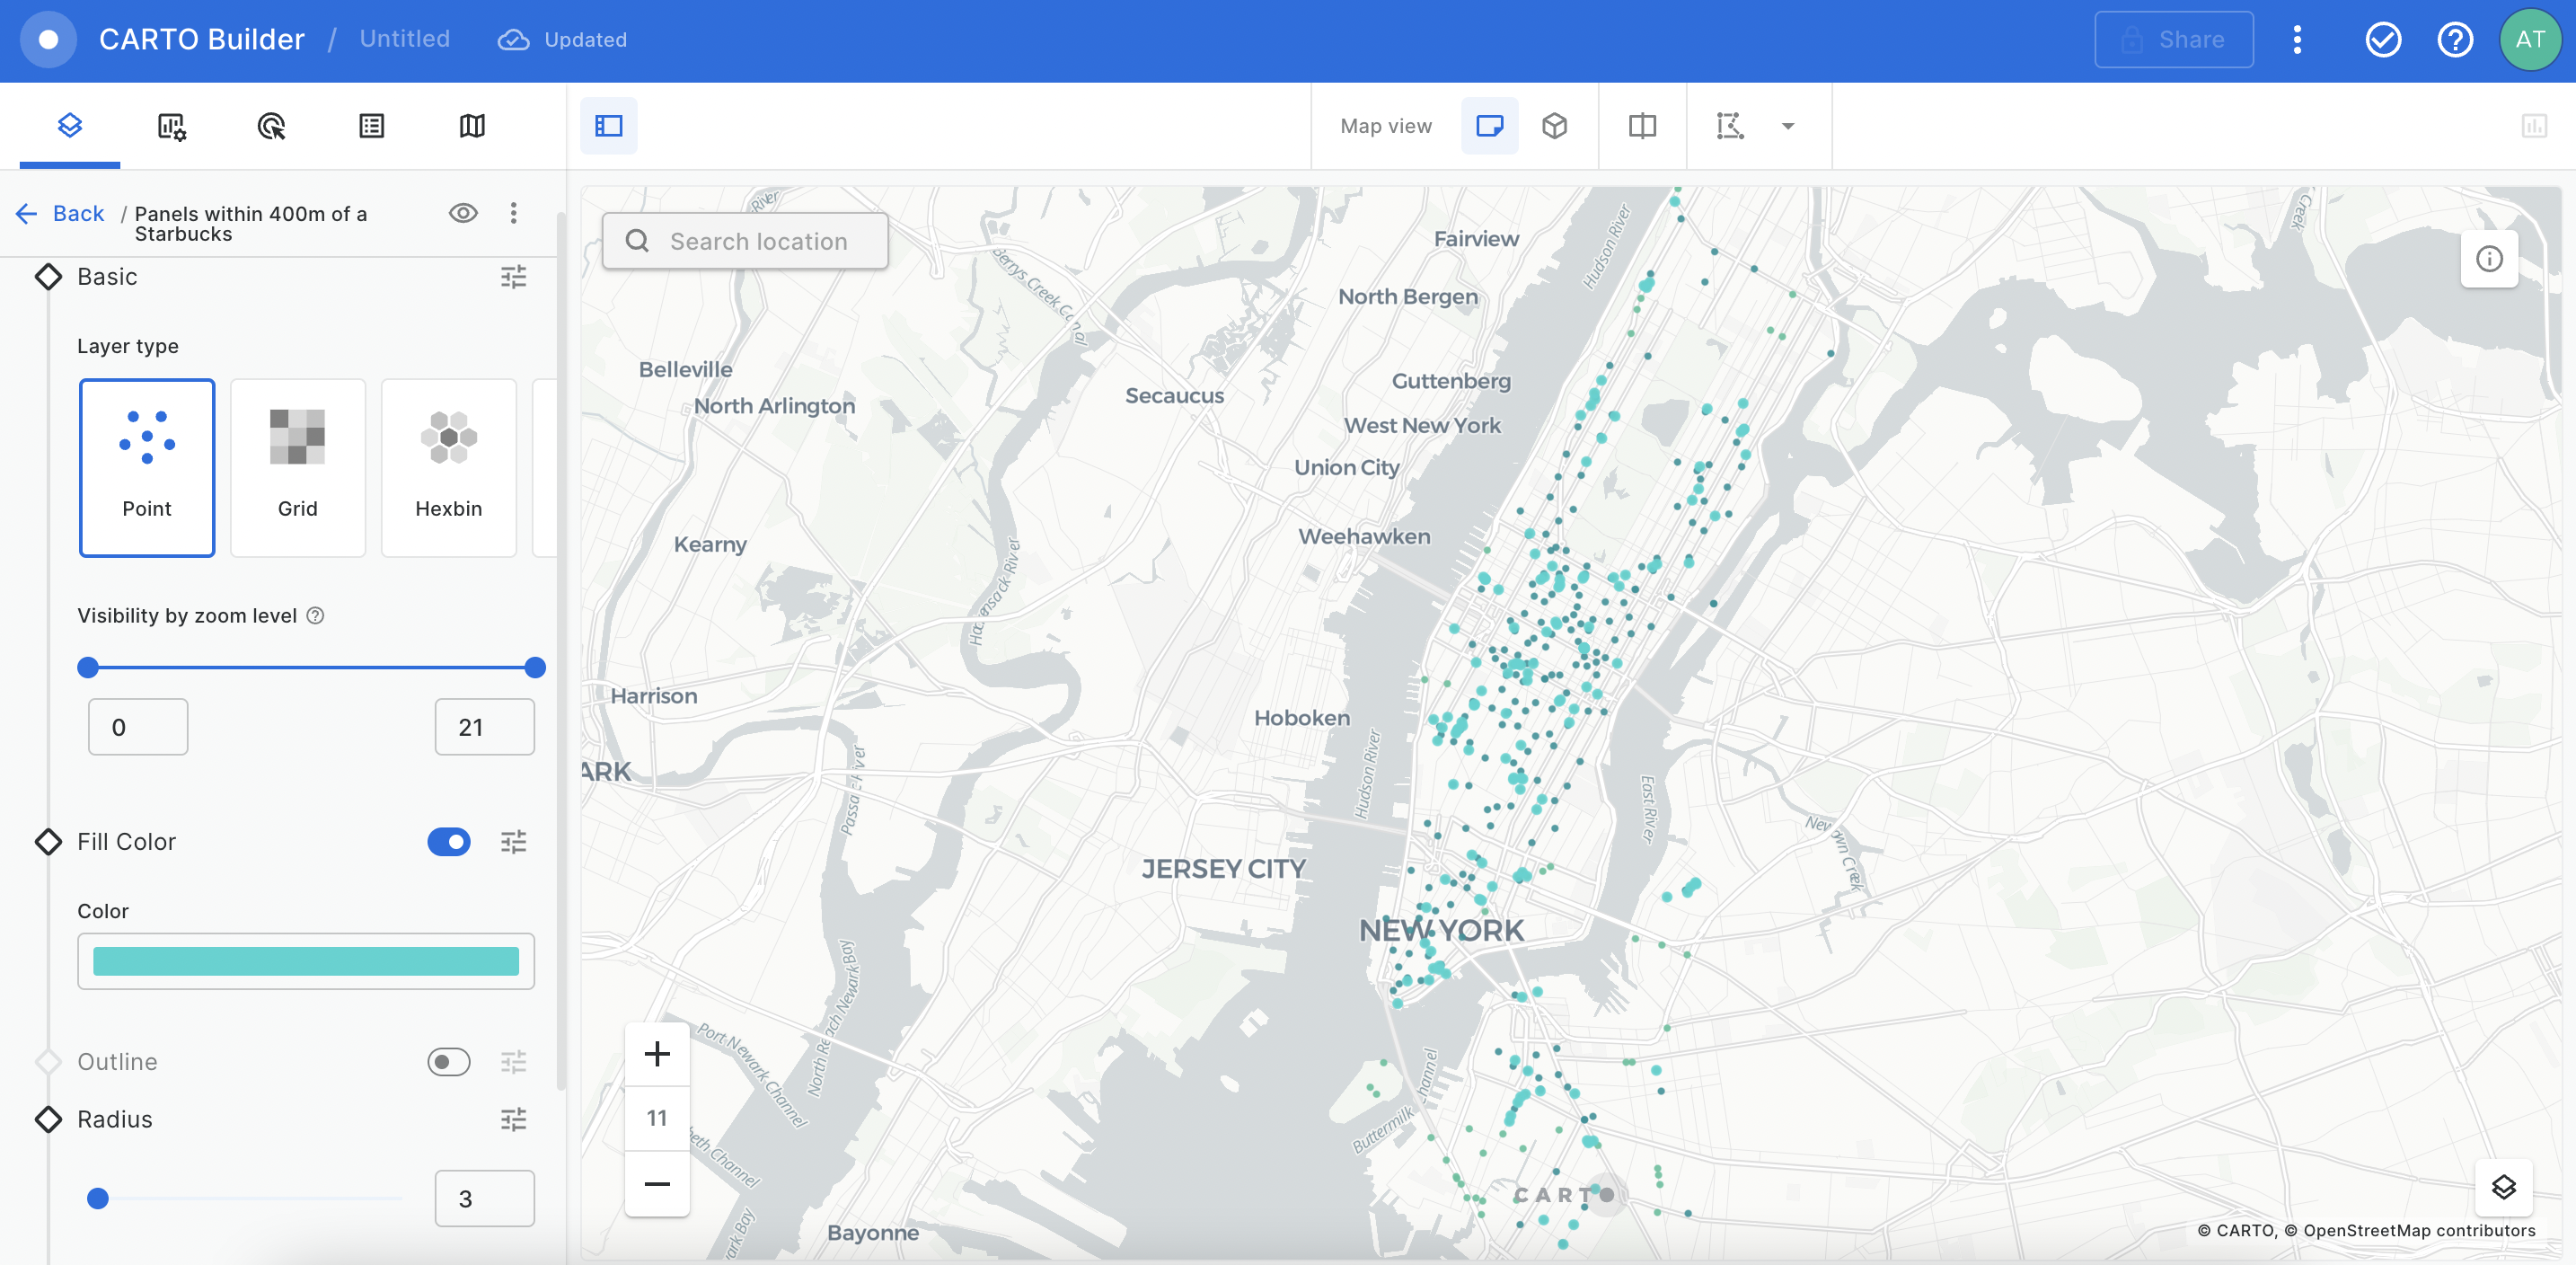 CARTO Builder / Untitled Updated
Share
AT
Map view
Back / Panels within 400m of a
Starbucks
Basic
Layer type
Point
Grid
Hexbin
Visibility by zoom level
0
21
Fill Color
Color
Outline
Radius
3
Search location
River
Berrys Creek Canal
Hudson River
Fairview
Creek
North Bergen
Belleville
North Arlington
Secaucus
Guttenberg
West New York
Union City
Weehawken
Kearny
Hackensack River
Harrison
Hoboken
ARK
Hudson River
East River
Newtown Creek
JERSEY CITY
NEW YORK
North Reach Newark Bay
Port Newark Channel
Channel
Buttermilk
+
11
−
Bayonne
CARTO
© CARTO, © OpenStreetMap contributors